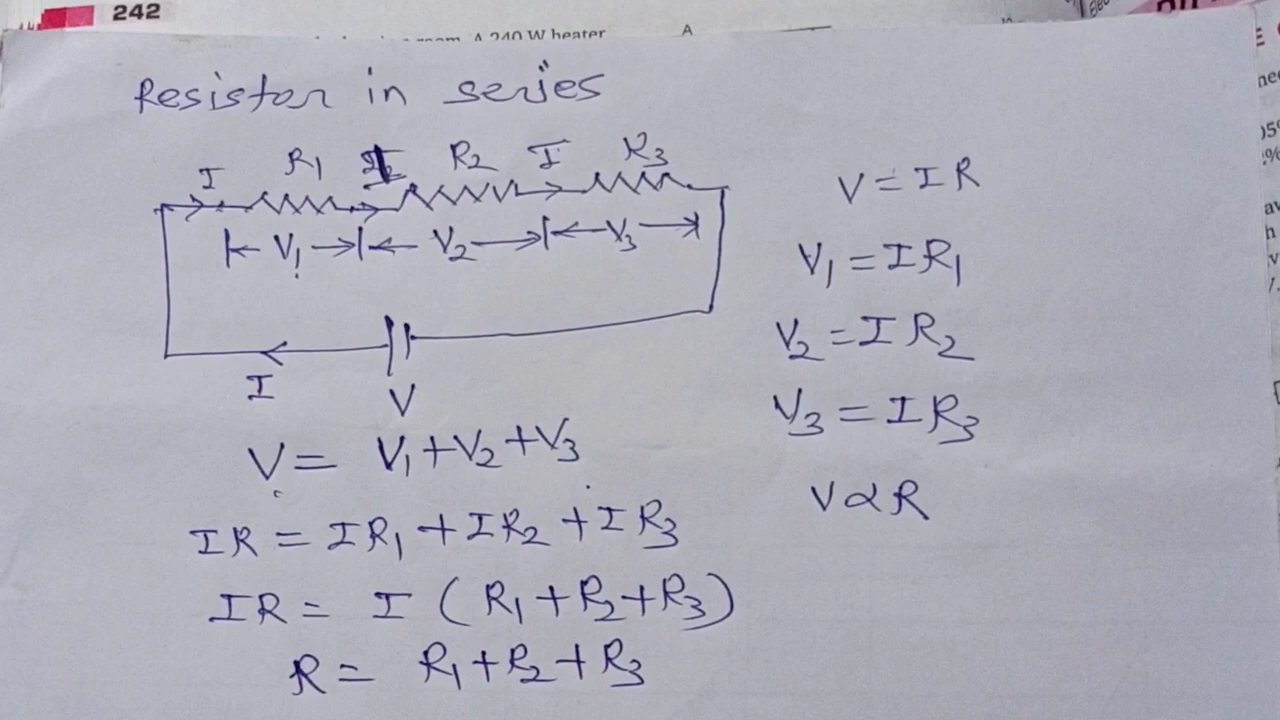 242
A 240 W heater
A
Resistor in series
I R₁ I R₂ I R₃
V₁ V₂ V₃
I V
V = V₁ + V₂ + V₃
IR = IR₁ + IR₂ + IR₃
IR = I (R₁ + R₂ + R₃)
R = R₁ + R₂ + R₃
V = IR
V₁ = IR₁
V₂ = IR₂
V₃ = IR₃
V ∝ R